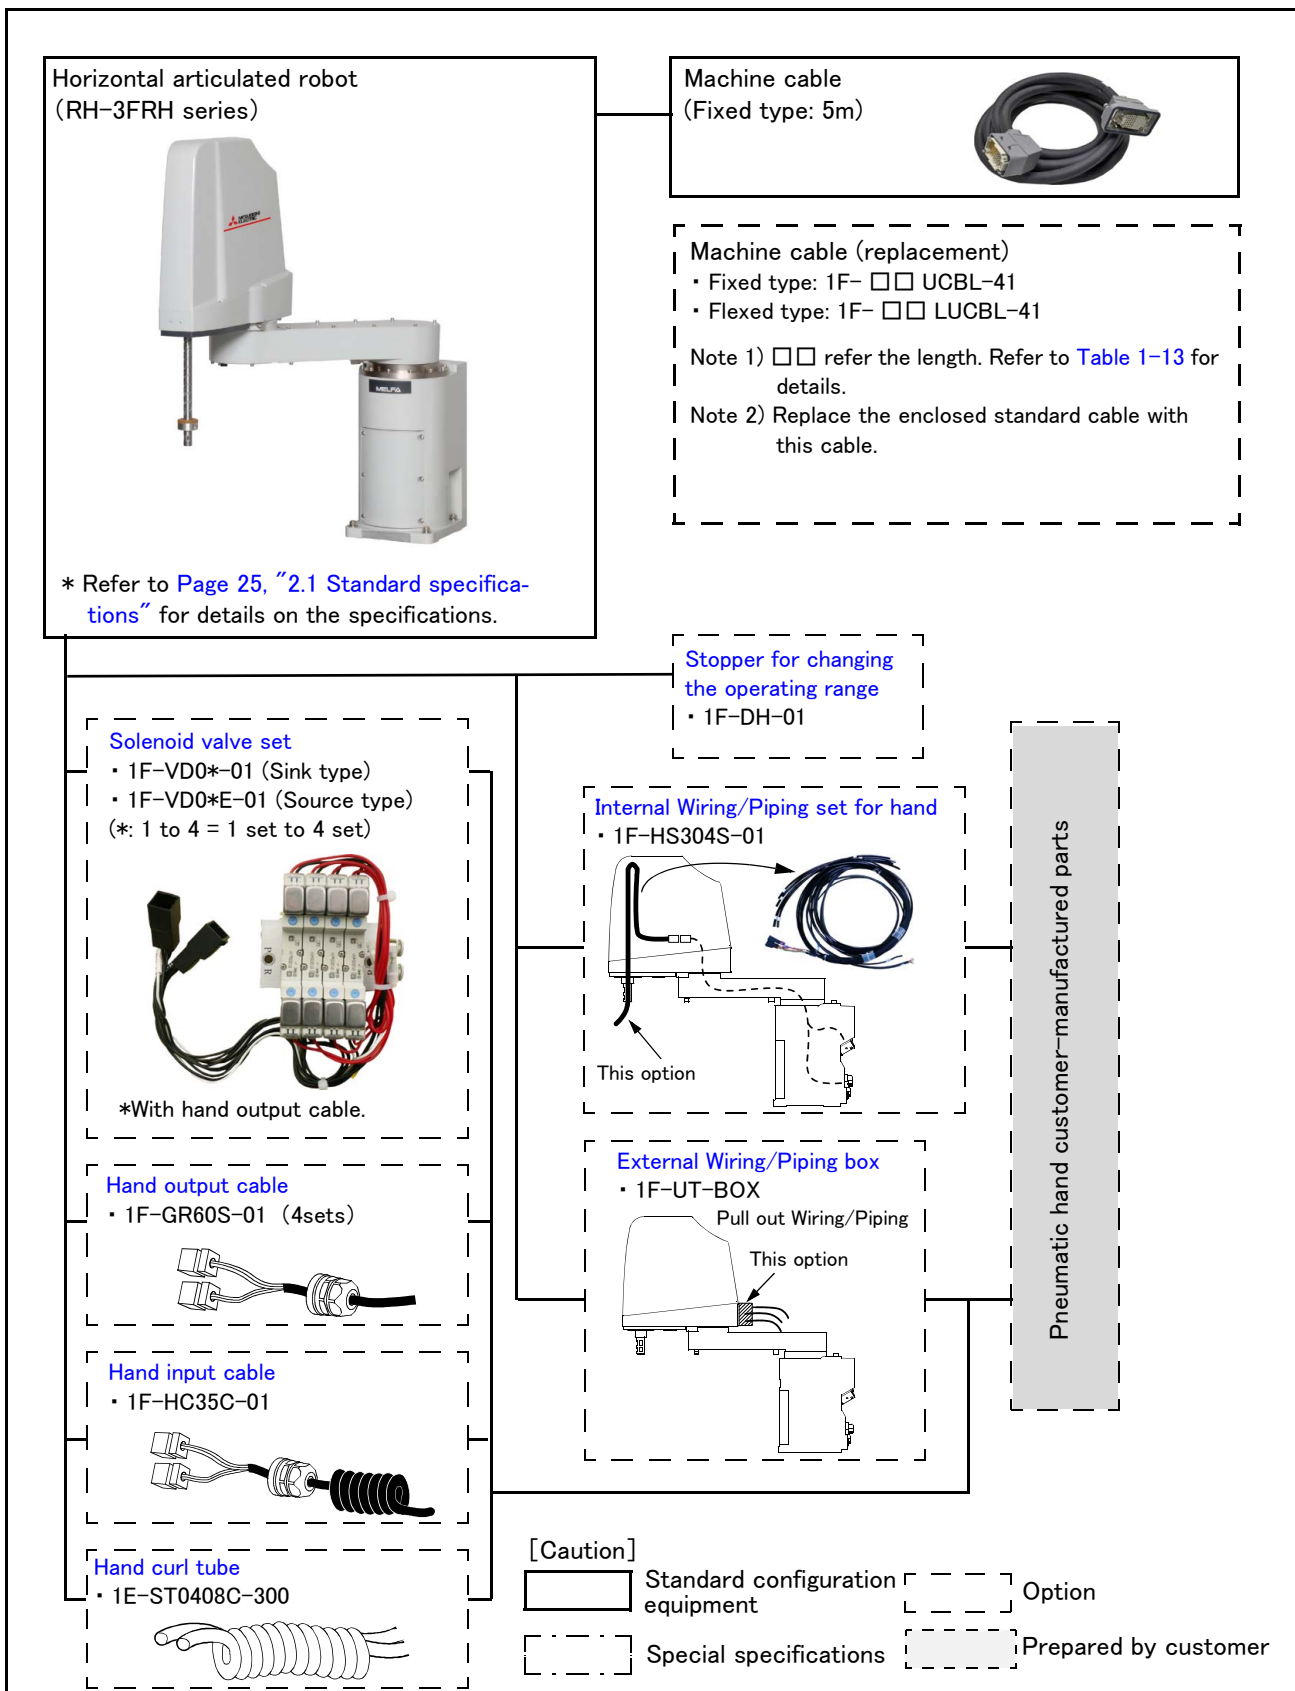 Horizontal articulated robot
(RH-3FRH series)
MITSUBISHI
ELECTRIC
MELFA
* Refer to Page 25, "2.1 Standard specifica-
tions" for details on the specifications.
Machine cable
(Fixed type: 5m)
Machine cable (replacement)
・Fixed type: 1F- □□ UCBL-41
・Flexed type: 1F- □□ LUCBL-41
Note 1) □□ refer the length. Refer to Table 1-13 for
details.
Note 2) Replace the enclosed standard cable with
this cable.
Stopper for changing
the operating range
・1F-DH-01
Solenoid valve set
・1F-VD0*-01 (Sink type)
・1F-VD0*E-01 (Source type)
(*: 1 to 4 = 1 set to 4 set)
P
R
*With hand output cable.
Internal Wiring/Piping set for hand
・1F-HS304S-01
This option
External Wiring/Piping box
・1F-UT-BOX
Pull out Wiring/Piping
This option
Pneumatic hand customer-manufactured parts
Hand output cable
・1F-GR60S-01 (4sets)
Hand input cable
・1F-HC35C-01
Hand curl tube
・1E-ST0408C-300
[Caution]
Standard configuration
equipment
Option
Special specifications
Prepared by customer